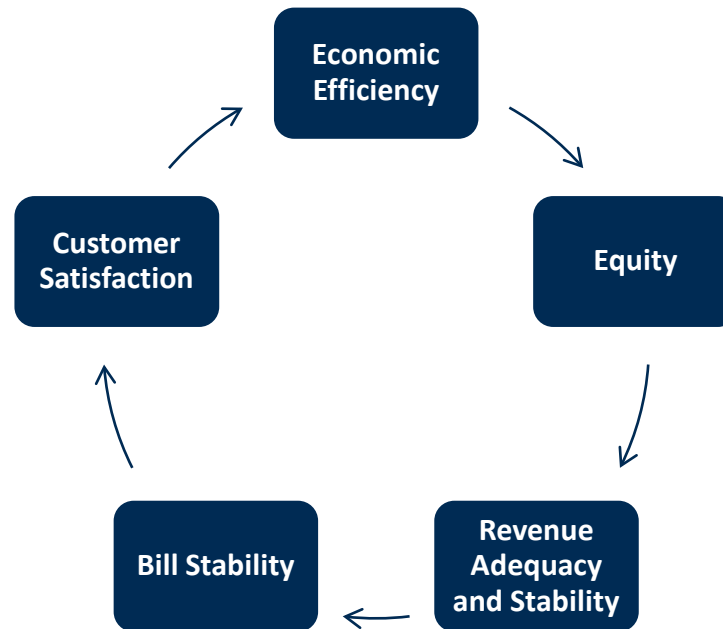 Economic
Efficiency
Equity
Revenue
Adequacy
and Stability
Bill Stability
Customer
Satisfaction